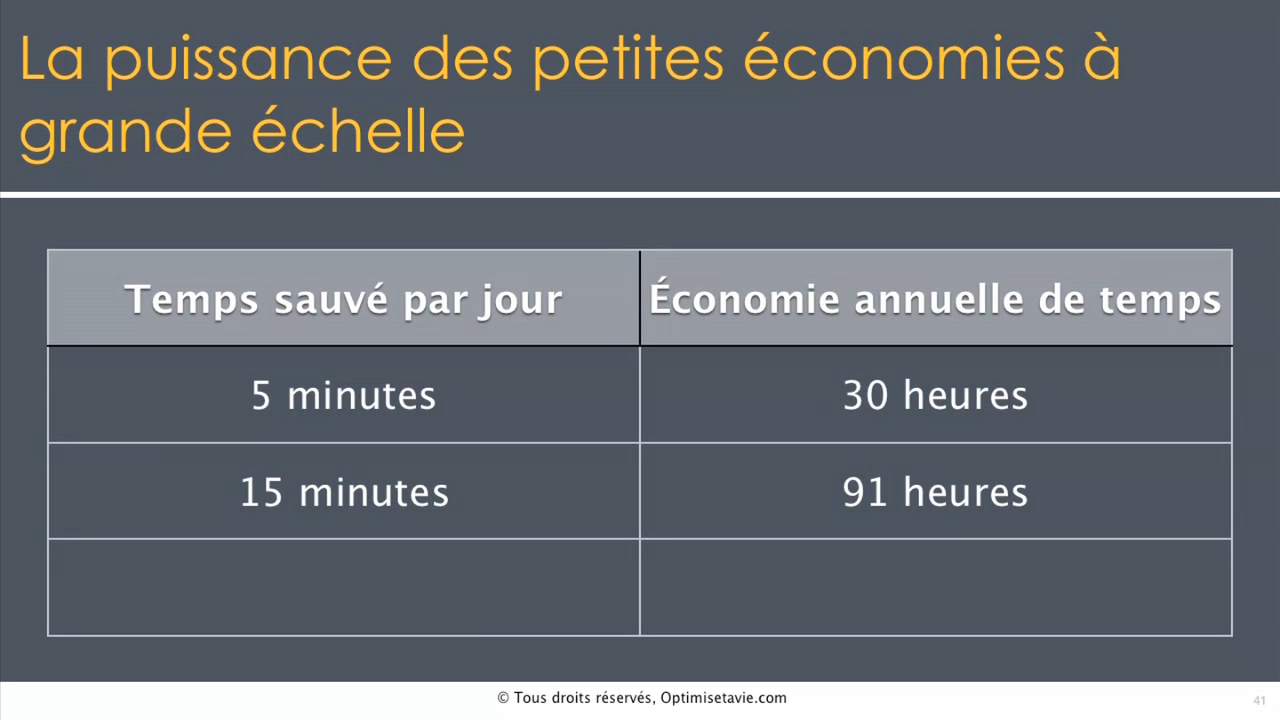 La puissance des petites économies à
grande échelle
Temps sauvé par jour
Économie annuelle de temps
5 minutes
30 heures
15 minutes
91 heures
© Tous droits réservés, Optimisetavie.com
41